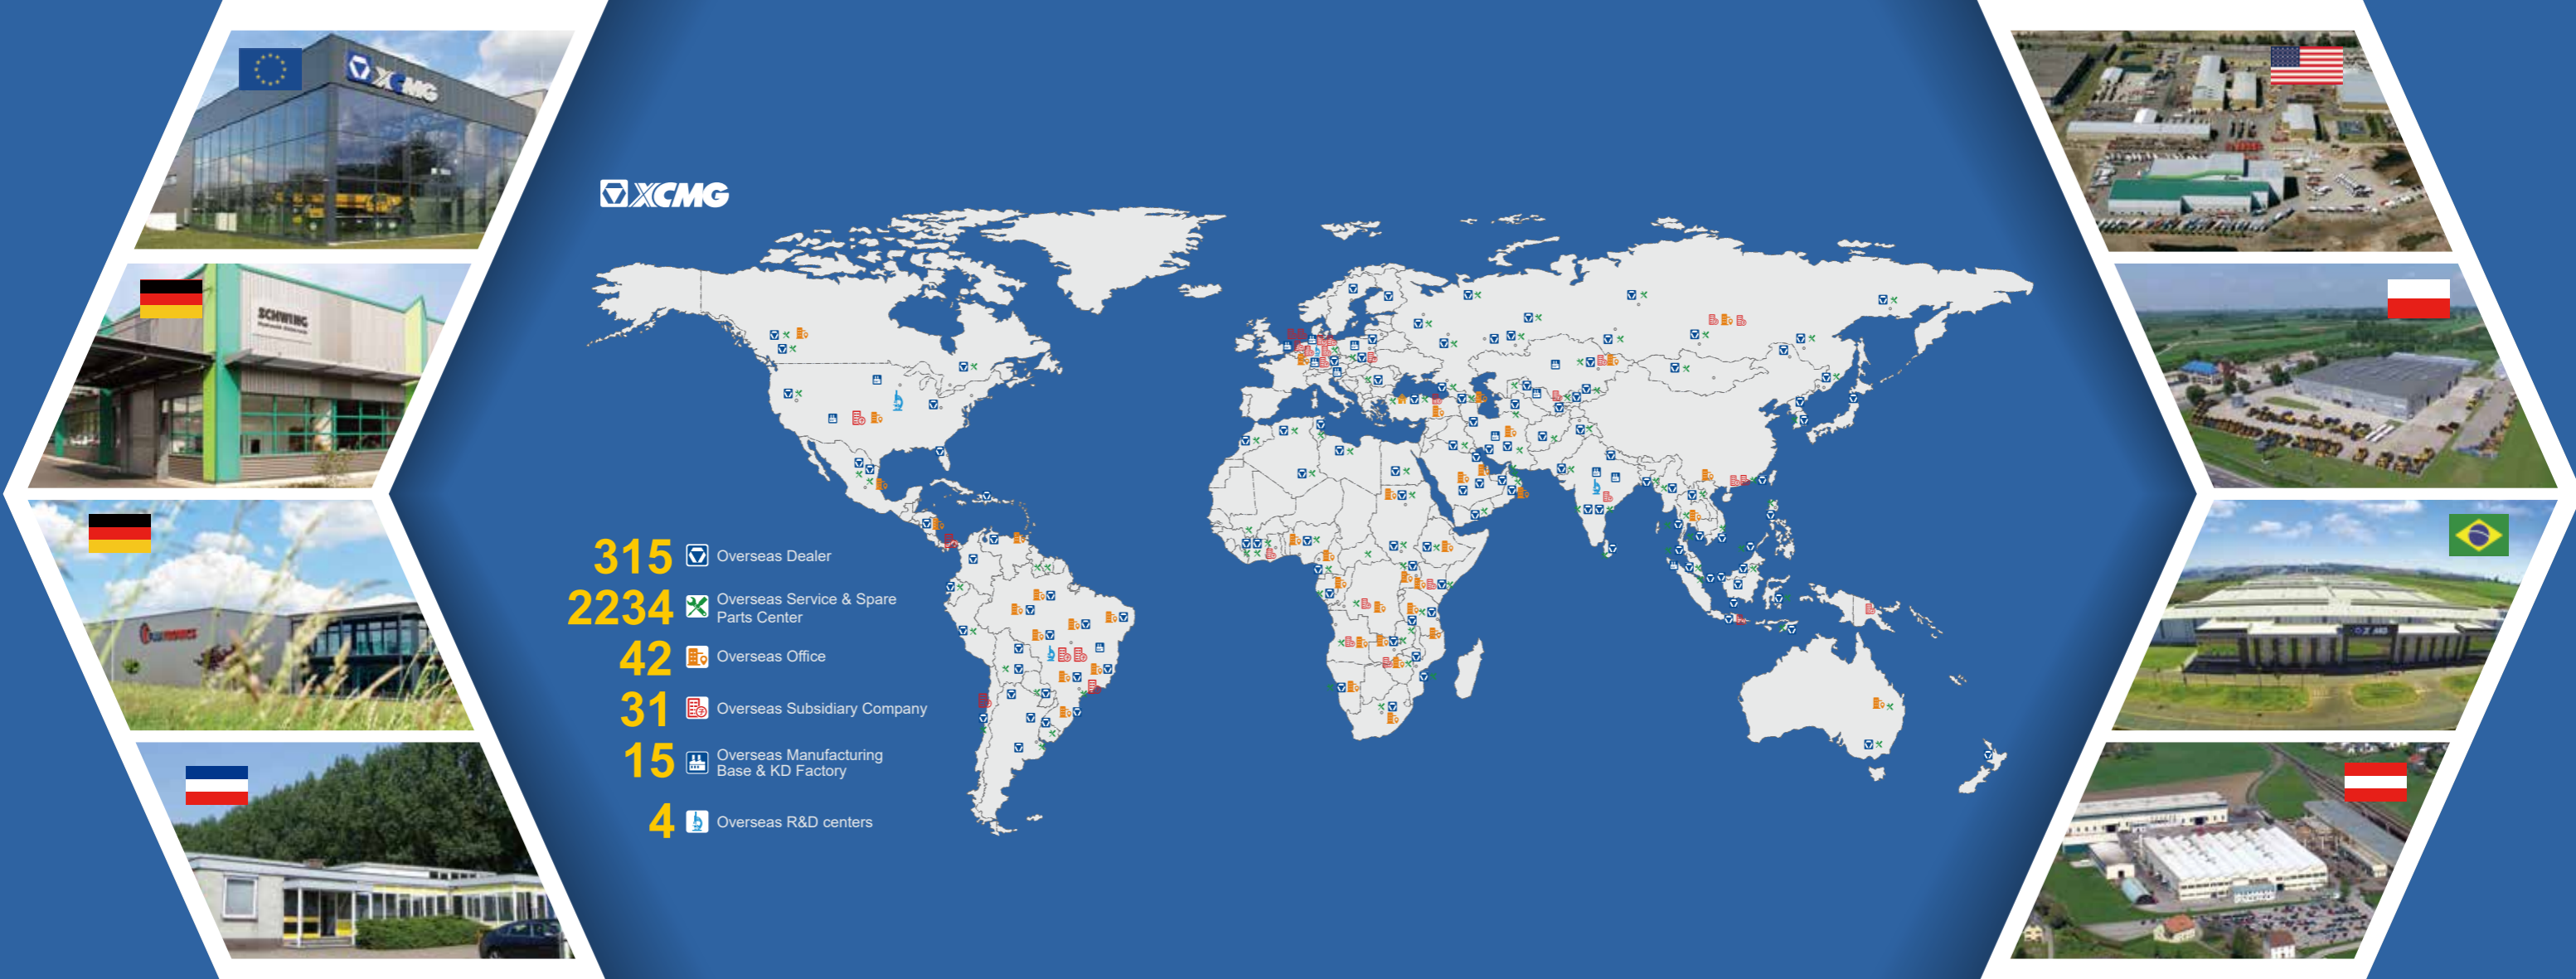 XCMG
SCHWING
XCMG
315 Overseas Dealer
2234 Overseas Service & Spare
Parts Center
42 Overseas Office
31 Overseas Subsidiary Company
15 Overseas Manufacturing
Base & KD Factory
4 Overseas R&D centers
XCMG